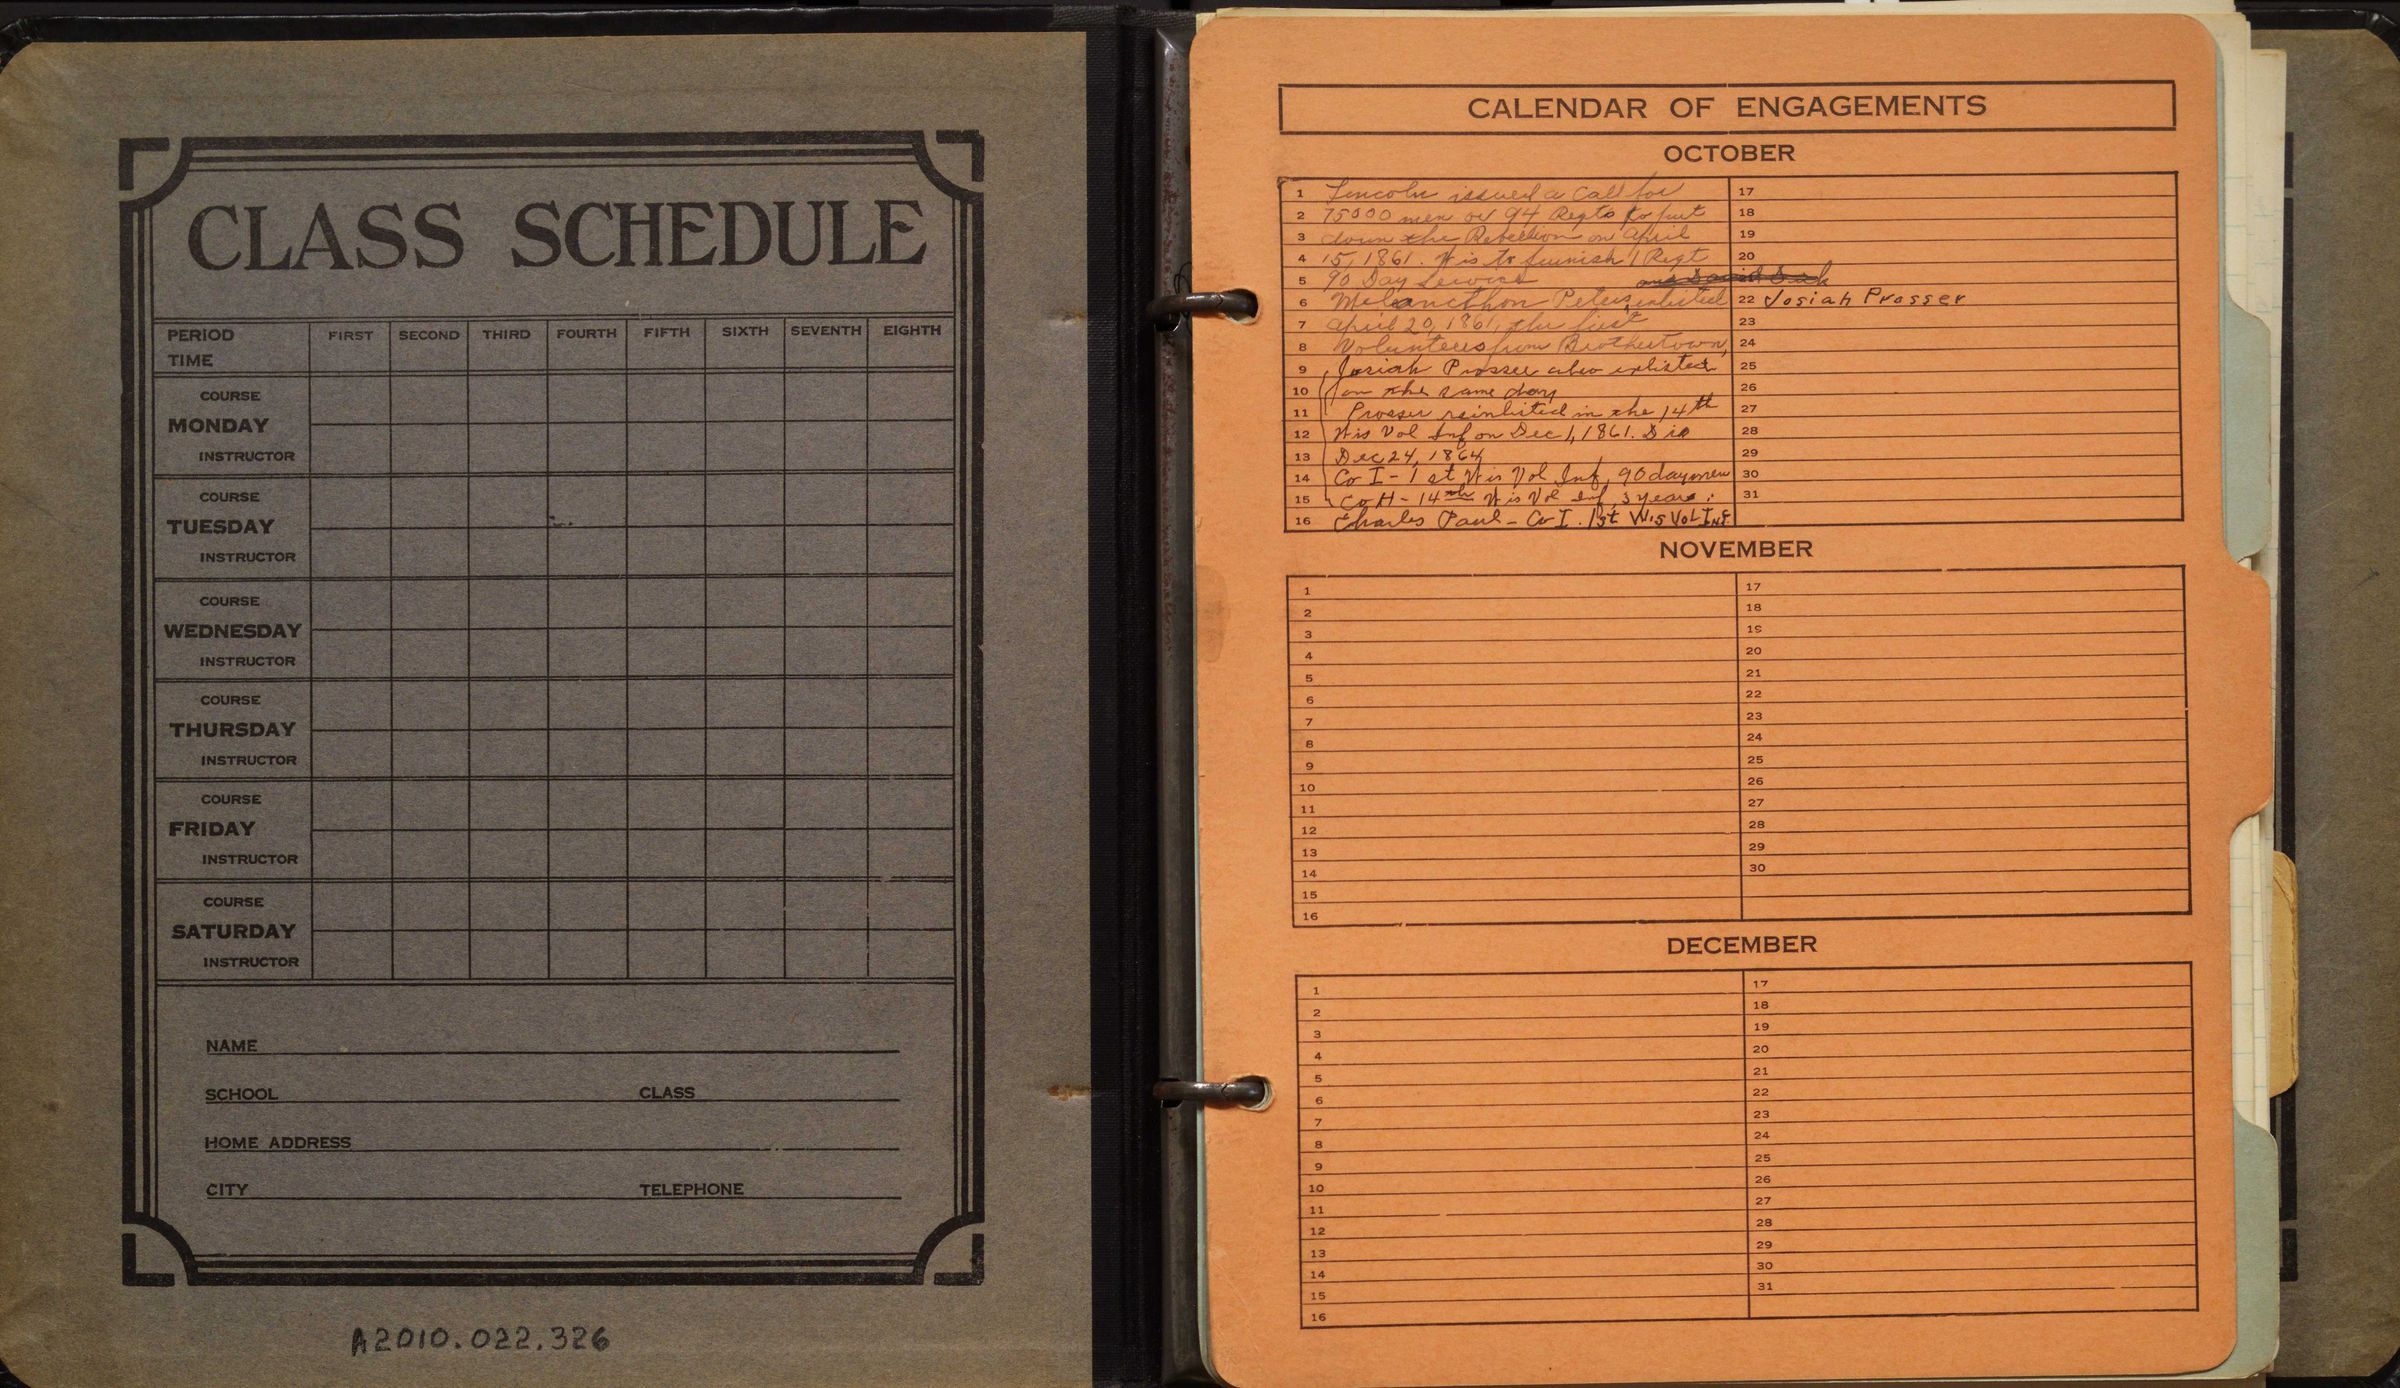 CLASS SCHEDULE
PERIOD FIRST SECOND THIRD FOURTH FIFTH SIXTH SEVENTH EIGHTH
TIME
COURSE
MONDAY
INSTRUCTOR
COURSE
TUESDAY
INSTRUCTOR
COURSE
WEDNESDAY
INSTRUCTOR
COURSE
THURSDAY
INSTRUCTOR
COURSE
FRIDAY
INSTRUCTOR
COURSE
SATURDAY
INSTRUCTOR
NAME
SCHOOL CLASS
HOME ADDRESS
CITY TELEPHONE
A2010.022.326
CALENDAR OF ENGAGEMENTS
OCTOBER
1 Lincoln issued a call for
2 75000 men or 94 Regts to put
3 down the Rebellion on April
4 15, 1861. Wis to furnish 1 Regt
5 90 Day Service and David
6 Melancthon Peters, enlisted
7 April 20, 1861, the first
8 Volunteers from Brothertown,
9 Josiah Prosser also enlisted
10 on the same day
11 Prosser reinlisted in the 14th
12 Wis Vol Inf on Dec 1, 1861. Dis
13 Dec 24, 1864
14 Co I - 1st Wis Vol Inf, 90 day men
15 Co H - 14th Wis Vol Inf, 3 years.
16 Charles Paul - Co I. 1st Wis Vol Inf
17
18
19
20
22 Josiah Prosser
23
24
25
26
27
28
29
30
31
NOVEMBER
1
2
3
4
5
6
7
8
9
10
11
12
13
14
15
16
17
18
19
20
21
22
23
24
25
26
27
28
29
30
DECEMBER
1
2
3
4
5
6
7
8
9
10
11
12
13
14
15
16
17
18
19
20
21
22
23
24
25
26
27
28
29
30
31